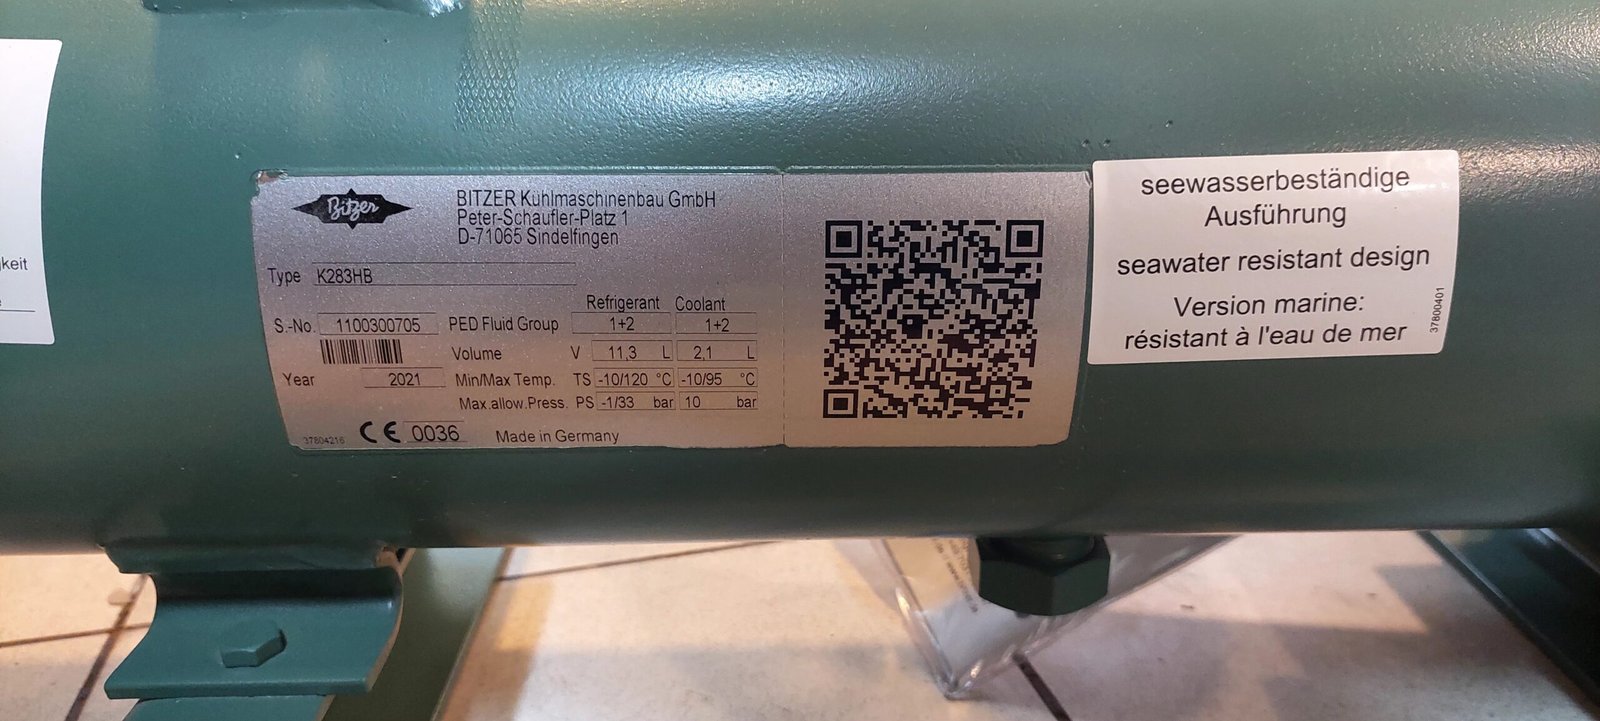 keit
Bitzer
BITZER Kühlmaschinenbau GmbH
Peter-Schaufler-Platz 1
D-71065 Sindelfingen
Type K283HB
Refrigerant Coolant
S.-No. 1100300705 PED Fluid Group 1+2 1+2
Volume V 11,3 L 2,1 L
Year 2021 Min/Max Temp. TS -10/120 °C -10/95 °C
Max.allow.Press. PS -1/33 bar 10 bar
37804216 CE 0036 Made in Germany
seewasserbeständige
Ausführung
seawater resistant design
Version marine:
résistant à l'eau de mer
37800401